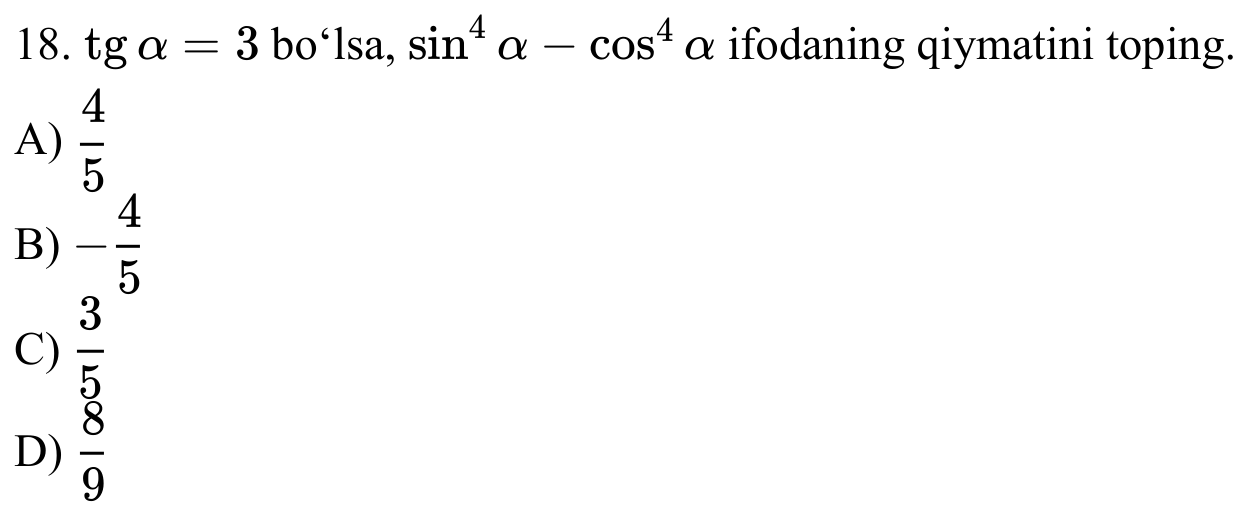 18. tg α = 3 bo‘lsa, sin⁴ α − cos⁴ α ifodaning qiymatini toping.
A) 4/5
B) −4/5
C) 3/5
D) 8/9